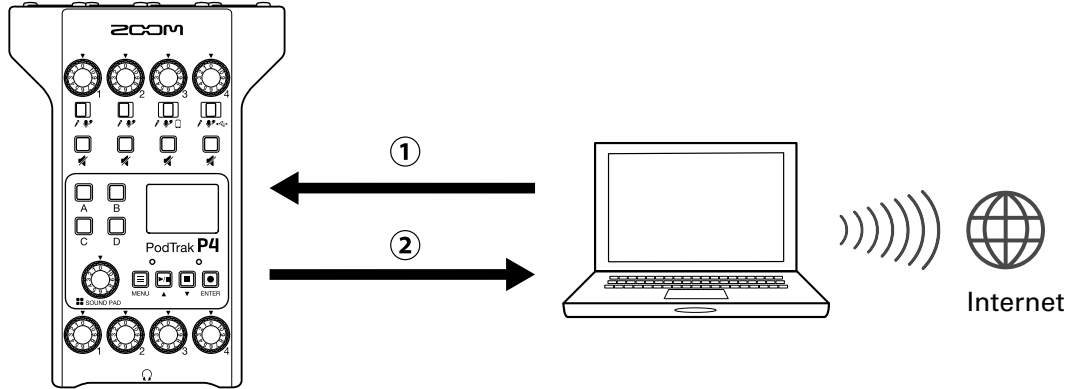 ZOOM
1 2 3 4
A B
C D
PodTrak P4
MENU ENTER
SOUND PAD
1 2 3 4
①
②
Internet